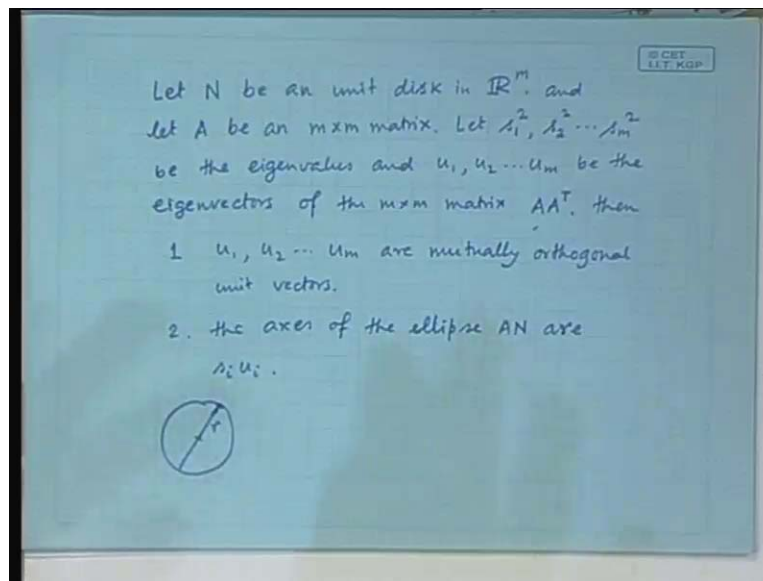 © CET
I.I.T. KGP
Let N be an unit disk in ℝᵐ. and
let A be an m×m matrix. Let s₁², s₂² ... sₘ²
be the eigenvalues and u₁, u₂ ... uₘ be the
eigenvectors of the m×m matrix AAᵀ. then
1 u₁, u₂ ... uₘ are mutually orthogonal
unit vectors.
2. the axes of the ellipse AN are
sᵢuᵢ.